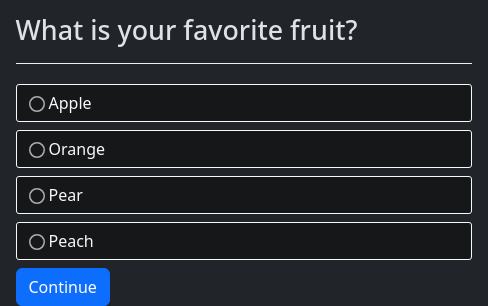 What is your favorite fruit?
Apple
Orange
Pear
Peach
Continue